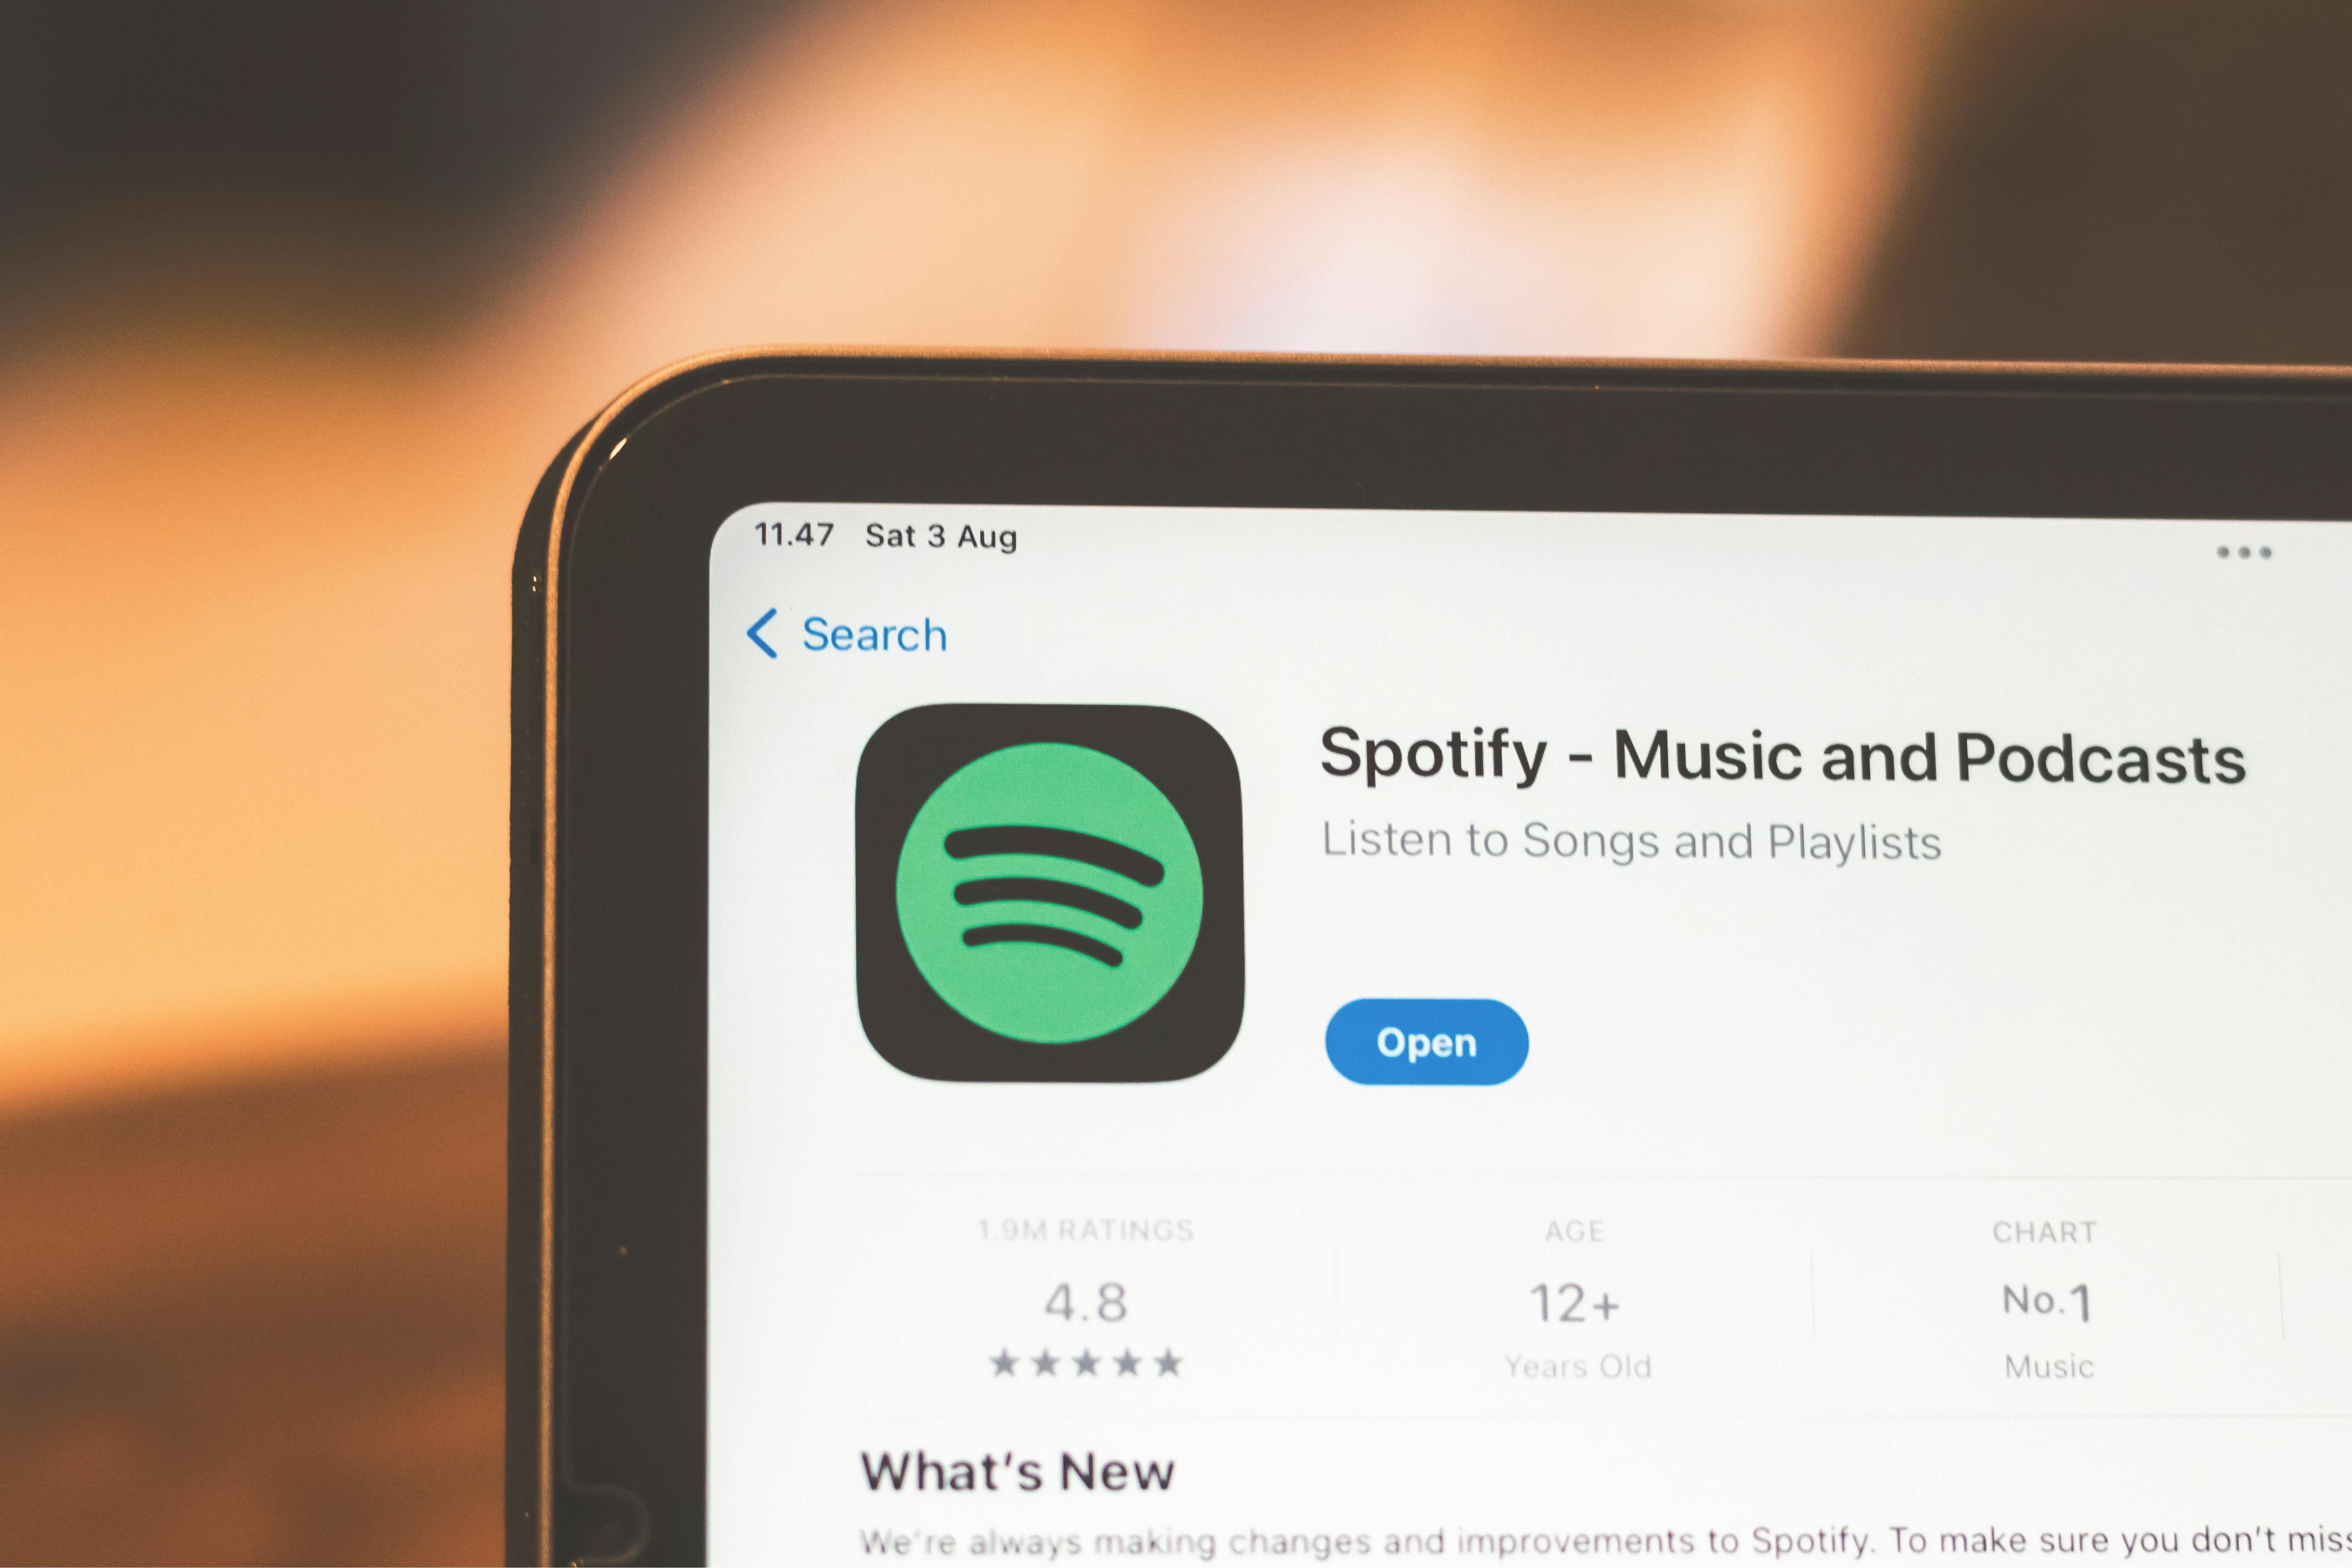 11.47 Sat 3 Aug
Search
Spotify - Music and Podcasts
Listen to Songs and Playlists
Open
1.9M RATINGS
4.8
★★★★★
AGE
12+
Years Old
CHART
No.1
Music
What's New
We're always making changes and improvements to Spotify. To make sure you don't miss